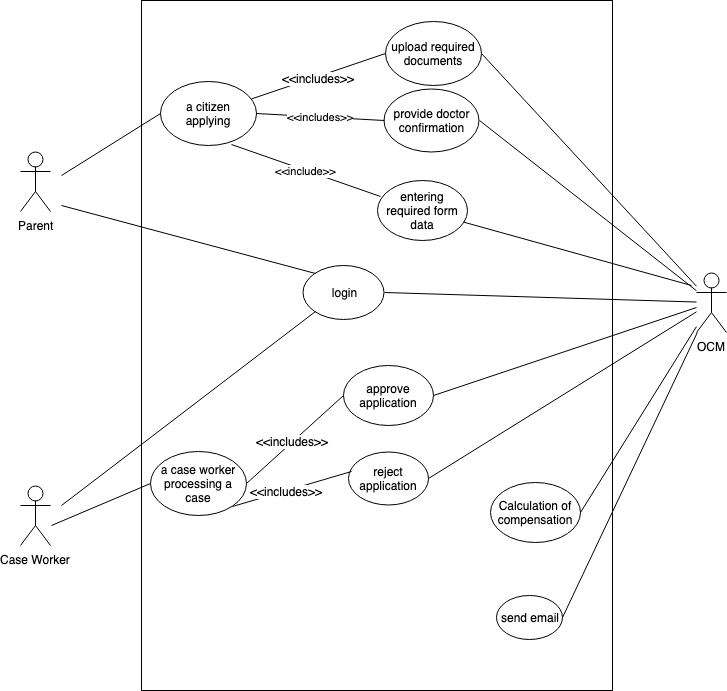 upload required
documents
<<includes>>
a citizen
applying
provide doctor
confirmation
<<includes>>
<<include>>
entering
required form
data
Parent
login
OCM
approve
application
<<includes>>
a case worker
processing a
case
reject
application
<<includes>>
Calculation of
compensation
Case Worker
send email